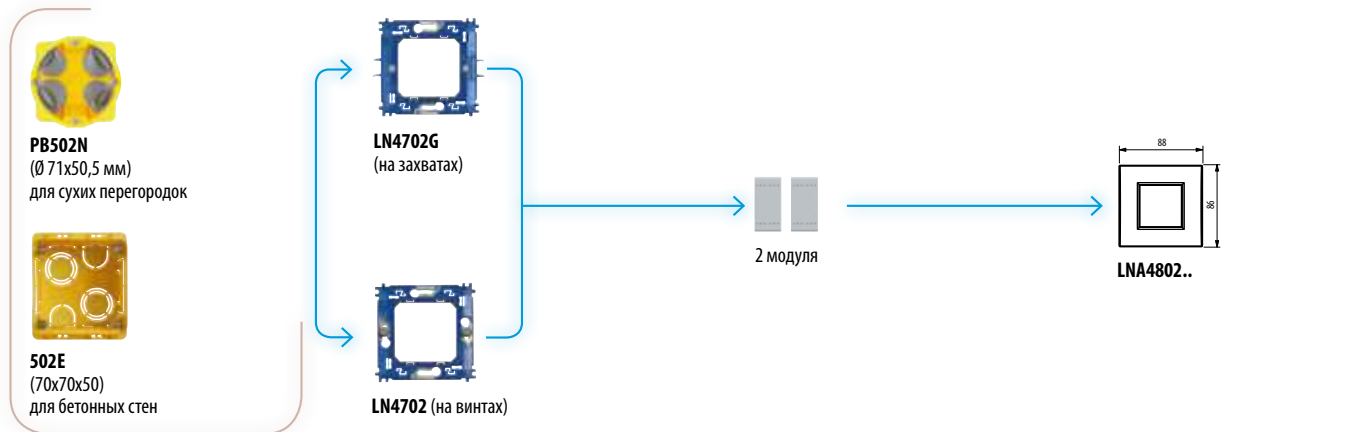 PB502N
(Ø 71x50,5 мм)
для сухих перегородок
502E
(70x70x50)
для бетонных стен
LN4702G
(на захватах)
LN4702 (на винтах)
2 модуля
88
86
LNA4802..